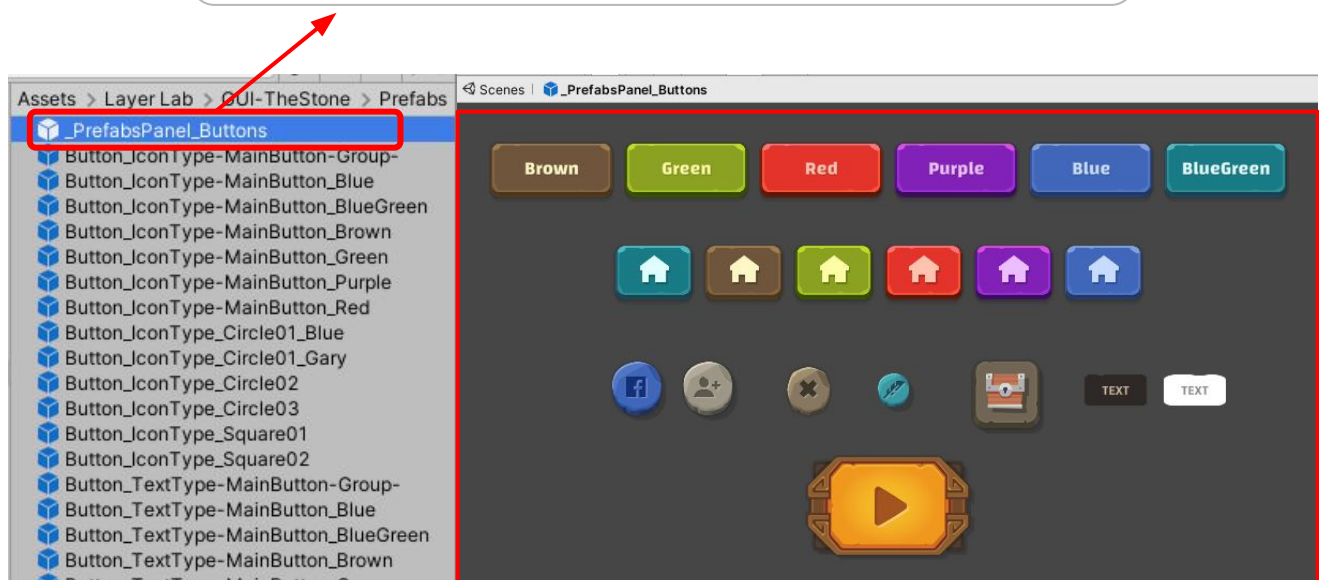 Assets > Layer Lab > GUI-TheStone > Prefabs
_PrefabsPanel_Buttons
Button_IconType-MainButton-Group-
Button_IconType-MainButton_Blue
Button_IconType-MainButton_BlueGreen
Button_IconType-MainButton_Brown
Button_IconType-MainButton_Green
Button_IconType-MainButton_Purple
Button_IconType-MainButton_Red
Button_IconType_Circle01_Blue
Button_IconType_Circle01_Gary
Button_IconType_Circle02
Button_IconType_Circle03
Button_IconType_Square01
Button_IconType_Square02
Button_TextType-MainButton-Group-
Button_TextType-MainButton_Blue
Button_TextType-MainButton_BlueGreen
Button_TextType-MainButton_Brown
Scenes | _PrefabsPanel_Buttons
Brown Green Red Purple Blue BlueGreen
f TEXT TEXT